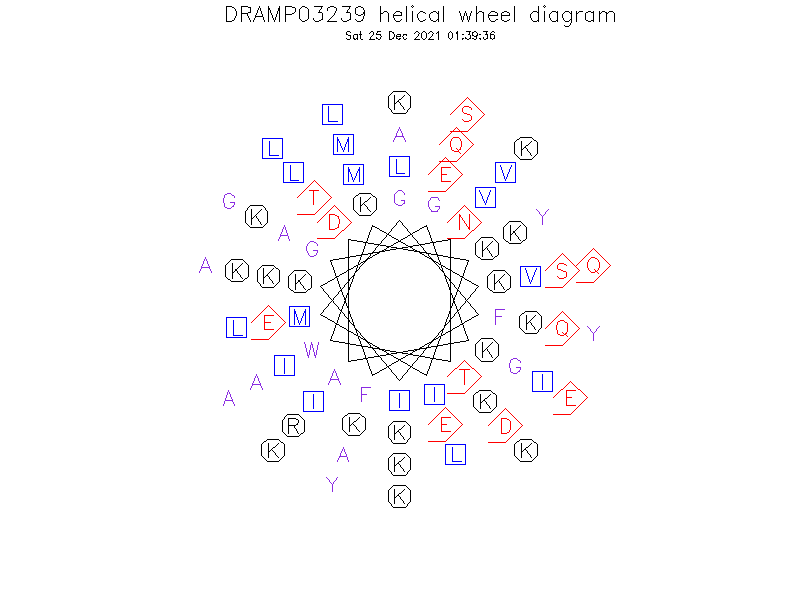 DRAMP03239 helical wheel diagram
Sat 25 Dec 2021 01:39:36
K
L S
A
M Q
L K
L
L M E V
G T K G G V
K D N Y
A K
G K
A K K K K V S Q
L E M F K Q Y
W K
I G
A A T I
A I F I I K E
R K K E D
K A L K
K
Y
K